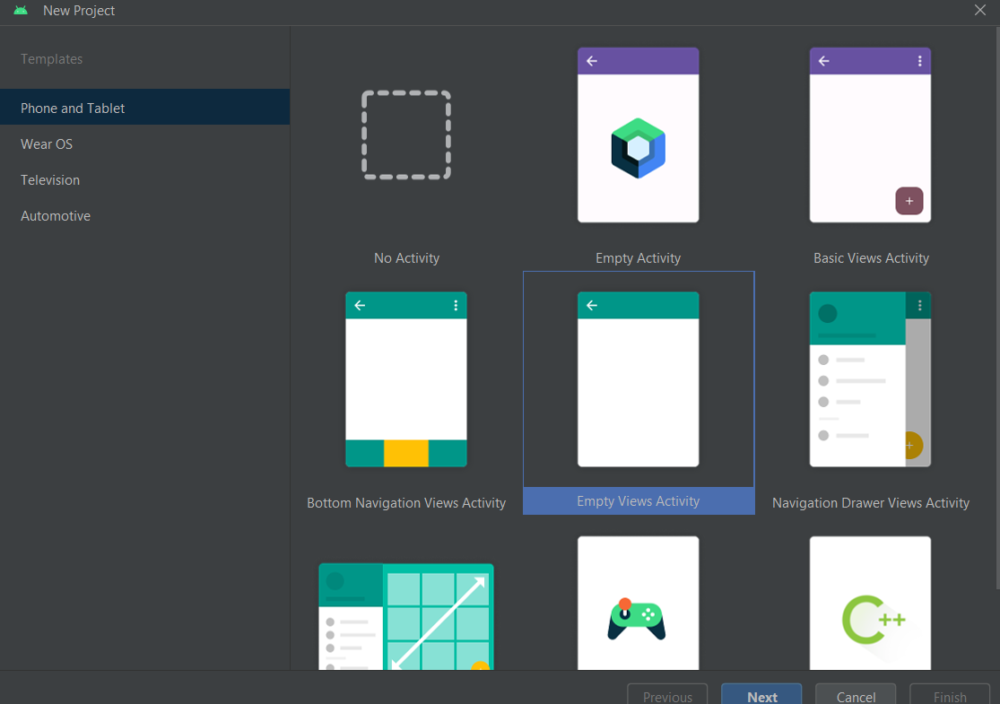 New Project
Templates
Phone and Tablet
Wear OS
Television
Automotive
No Activity
Empty Activity
Basic Views Activity
Bottom Navigation Views Activity
Empty Views Activity
Navigation Drawer Views Activity
C++
Previous
Next
Cancel
Finish